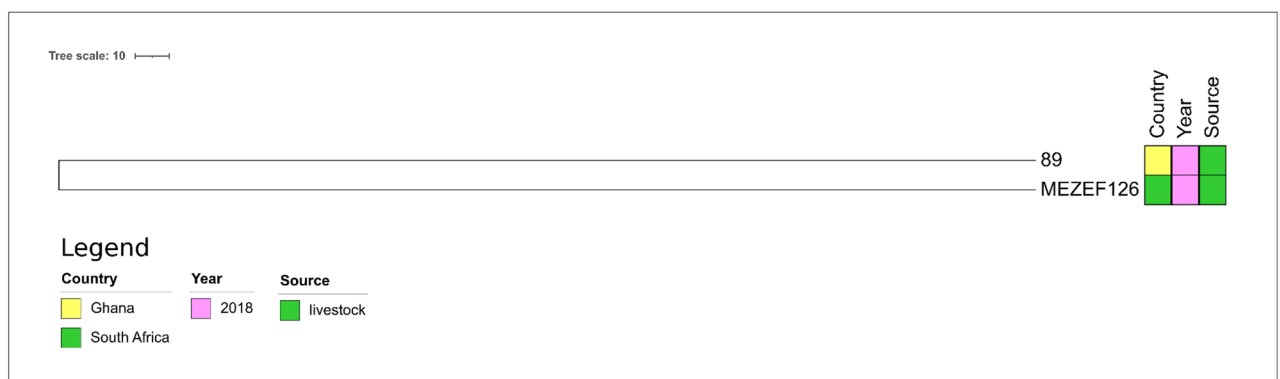 Tree scale: 10
Country
Year
Source
89
MEZEF126
Legend
Country Year Source
Ghana 2018 livestock
South Africa